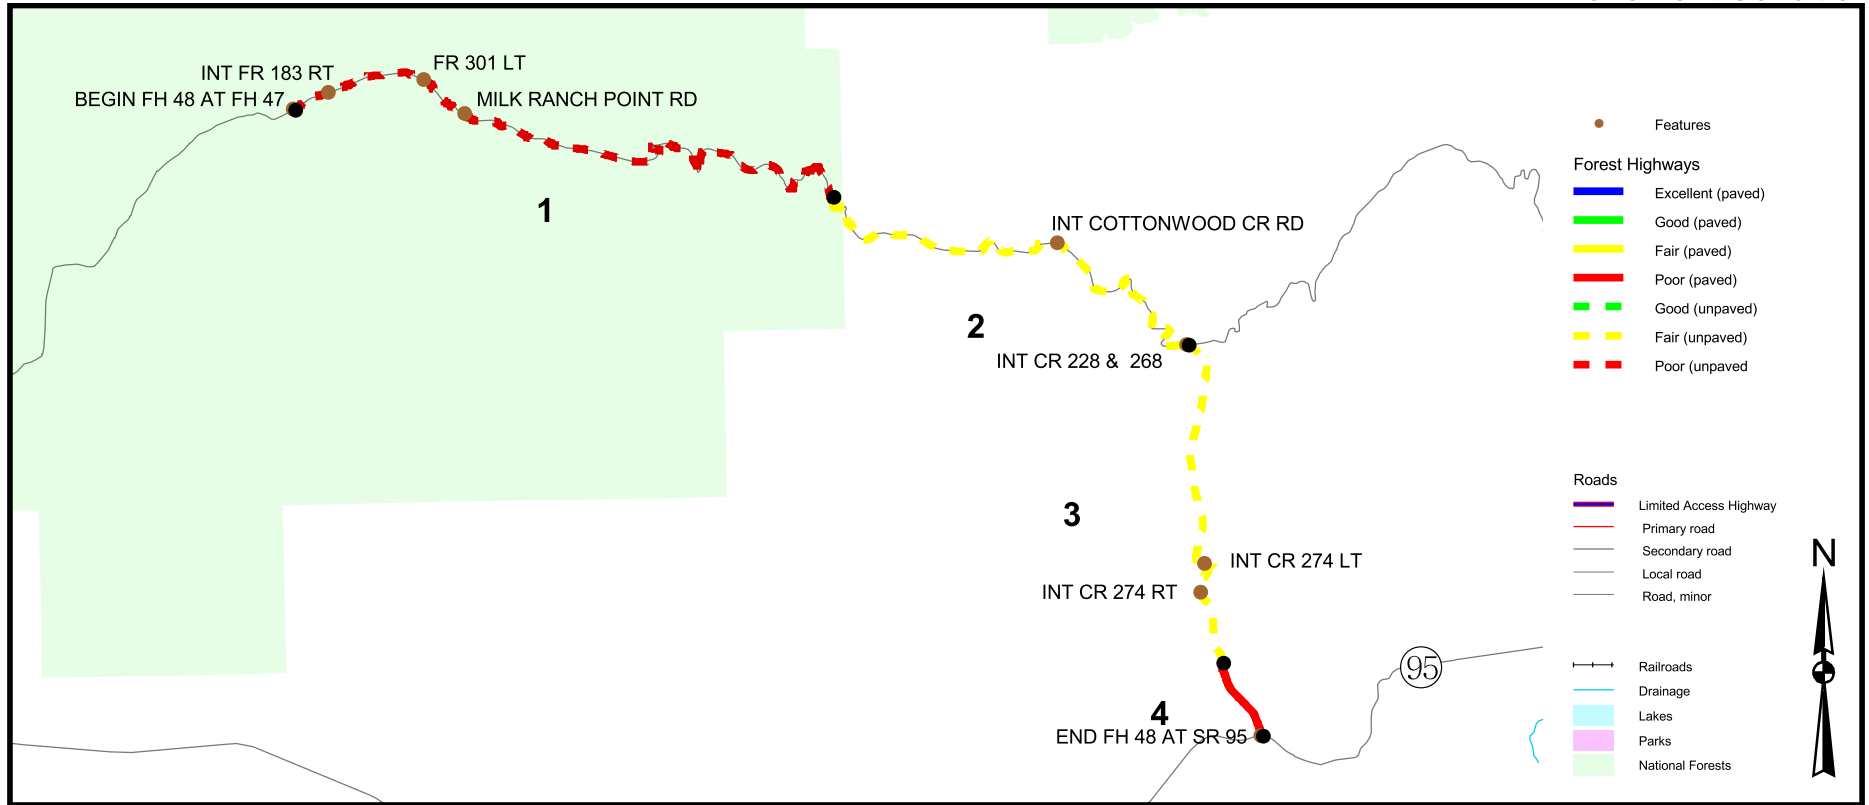 FR 301 LT
INT FR 183 RT
BEGIN FH 48 AT FH 47
MILK RANCH POINT RD
1
INT COTTONWOOD CR RD
2
INT CR 228 & 268
3
INT CR 274 LT
INT CR 274 RT
95
4
END FH 48 AT SR 95
Features
Forest Highways
Excellent (paved)
Good (paved)
Fair (paved)
Poor (paved)
Good (unpaved)
Fair (unpaved)
Poor (unpaved
Roads
Limited Access Highway
Primary road
Secondary road
Local road
Road, minor
Railroads
Drainage
Lakes
Parks
National Forests
N